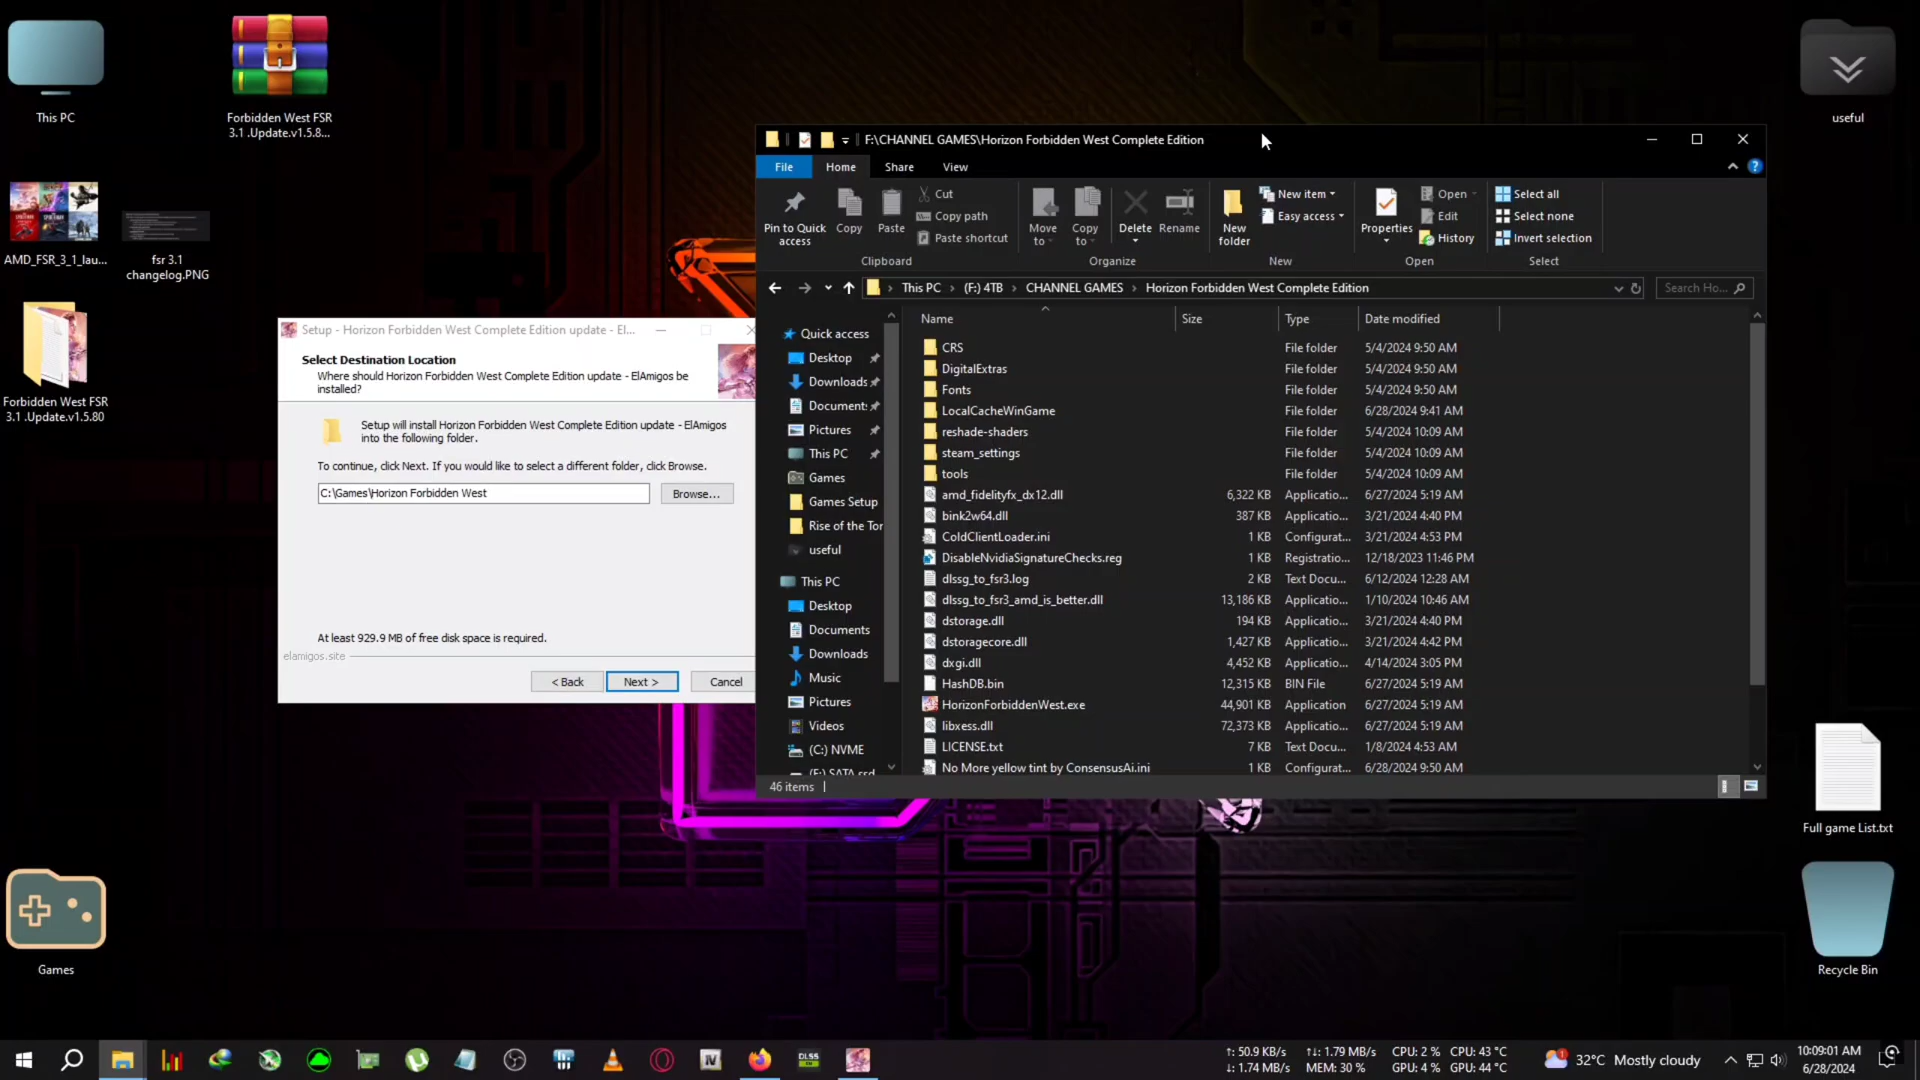 This PC
Forbidden West FSR
3.1 .Update.v1.5.8...
AMD_FSR_3_1_lau...
fsr 3.1
changelog.PNG
Forbidden West FSR
3.1 .Update.v1.5.80
Games
useful
Full game List.txt
Recycle Bin
Setup - Horizon Forbidden West Complete Edition update - El...
Select Destination Location
Where should Horizon Forbidden West Complete Edition update - ElAmigos be
installed?
Setup will install Horizon Forbidden West Complete Edition update - ElAmigos
into the following folder.
To continue, click Next. If you would like to select a different folder, click Browse.
C:\Games\Horizon Forbidden West
Browse...
At least 929.9 MB of free disk space is required.
elamigos.site
< Back
Next >
Cancel
F:\CHANNEL GAMES\Horizon Forbidden West Complete Edition
File
Home
Share
View
Pin to Quick
access
Copy
Paste
Cut
Copy path
Paste shortcut
Clipboard
Move
to
Copy
to
Delete
Rename
Organize
New
folder
New item
Easy access
New
Properties
Open
Edit
History
Open
Select all
Select none
Invert selection
Select
This PC > (F:) 4TB > CHANNEL GAMES > Horizon Forbidden West Complete Edition
Search Ho...
Quick access
Desktop
Downloads
Document:
Pictures
This PC
Games
Games Setup
Rise of the Tor
useful
This PC
Desktop
Documents
Downloads
Music
Pictures
Videos
(C:) NVME
(E:) SATA ssd
Name Size Type Date modified
CRS File folder 5/4/2024 9:50 AM
DigitalExtras File folder 5/4/2024 9:50 AM
Fonts File folder 5/4/2024 9:50 AM
LocalCacheWinGame File folder 6/28/2024 9:41 AM
reshade-shaders File folder 5/4/2024 10:09 AM
steam_settings File folder 5/4/2024 10:09 AM
tools File folder 5/4/2024 10:09 AM
amd_fidelityfx_dx12.dll 6,322 KB Applicatio... 6/27/2024 5:19 AM
bink2w64.dll 387 KB Applicatio... 3/21/2024 4:40 PM
ColdClientLoader.ini 1 KB Configurat... 3/21/2024 4:53 PM
DisableNvidiaSignatureChecks.reg 1 KB Registratio... 12/18/2023 11:46 PM
dlssg_to_fsr3.log 2 KB Text Docu... 6/12/2024 12:28 AM
dlssg_to_fsr3_amd_is_better.dll 13,186 KB Applicatio... 1/10/2024 10:46 AM
dstorage.dll 194 KB Applicatio... 3/21/2024 4:40 PM
dstoragecore.dll 1,427 KB Applicatio... 3/21/2024 4:42 PM
dxgi.dll 4,452 KB Applicatio... 4/14/2024 3:05 PM
HashDB.bin 12,315 KB BIN File 6/27/2024 5:19 AM
HorizonForbiddenWest.exe 44,901 KB Application 6/27/2024 5:19 AM
libxess.dll 72,373 KB Applicatio... 6/27/2024 5:19 AM
LICENSE.txt 7 KB Text Docu... 1/8/2024 4:53 AM
No More yellow tint by ConsensusAi.ini 1 KB Configurat... 6/28/2024 9:50 AM
46 items
IV
DLSS
↑: 50.9 KB/s ↑↓: 1.79 MB/s CPU: 2 % CPU: 43 °C
↓: 1.74 MB/s MEM: 30 % GPU: 4 % GPU: 44 °C
32°C Mostly cloudy
10:09:01 AM
6/28/2024